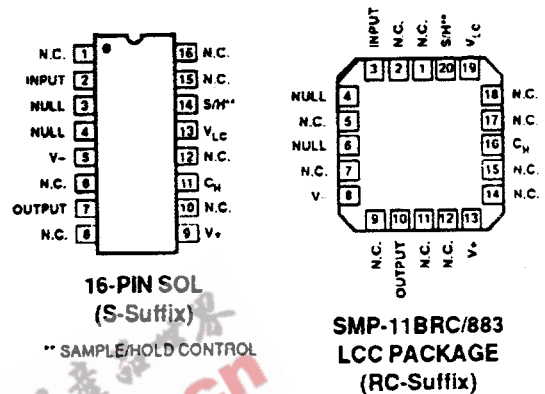 N.C. 1
INPUT 2
NULL 3
NULL 4
V- 5
N.C. 6
OUTPUT 7
N.C. 8
16 N.C.
15 N.C.
14 S/H**
13 VLC
12 N.C.
11 CH
10 N.C.
9 V+
16-PIN SOL
(S-Suffix)
** SAMPLE/HOLD CONTROL
INPUT N.C. N.C. S/H** VLC
3 2 1 20 19
NULL 4
N.C. 5
NULL 6
N.C. 7
V- 8
18 N.C.
17 N.C.
16 CH
15 N.C.
14 N.C.
9 10 11 12 13
N.C. OUTPUT N.C. N.C. V+
SMP-11BRC/883
LCC PACKAGE
(RC-Suffix)